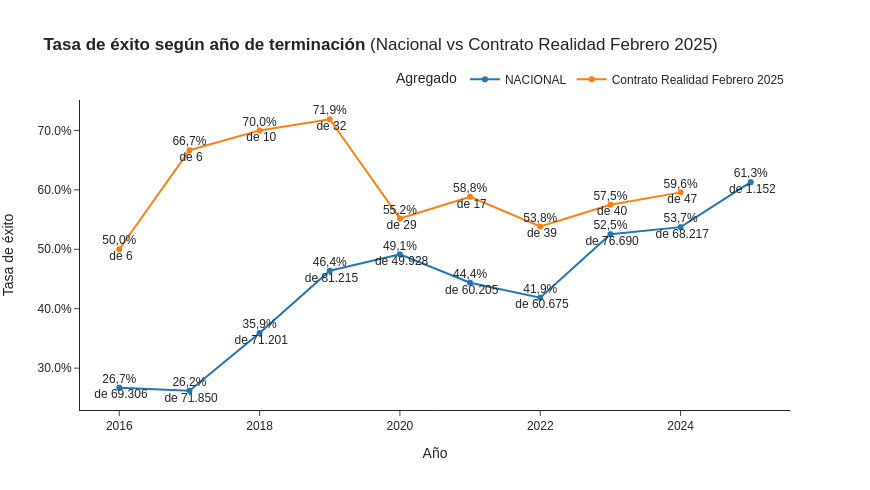 Tasa de éxito según año de terminación (Nacional vs Contrato Realidad Febrero 2025)
Agregado NACIONAL Contrato Realidad Febrero 2025
Tasa de éxito
70.0%
60.0%
50.0%
40.0%
30.0%
50,0%
de 6
66,7%
de 6
70,0%
de 10
71,9%
de 32
55,2%
de 29
58,8%
de 17
53,8%
de 39
57,5%
de 40
59,6%
de 47
26,7%
de 69.306
26,2%
de 71.850
35,9%
de 71.201
46,4%
de 81.215
49,1%
de 49.928
44,4%
de 60.205
41,9%
de 60.675
52,5%
de 76.690
53,7%
de 68.217
61,3%
de 1.152
2016 2018 2020 2022 2024
Año